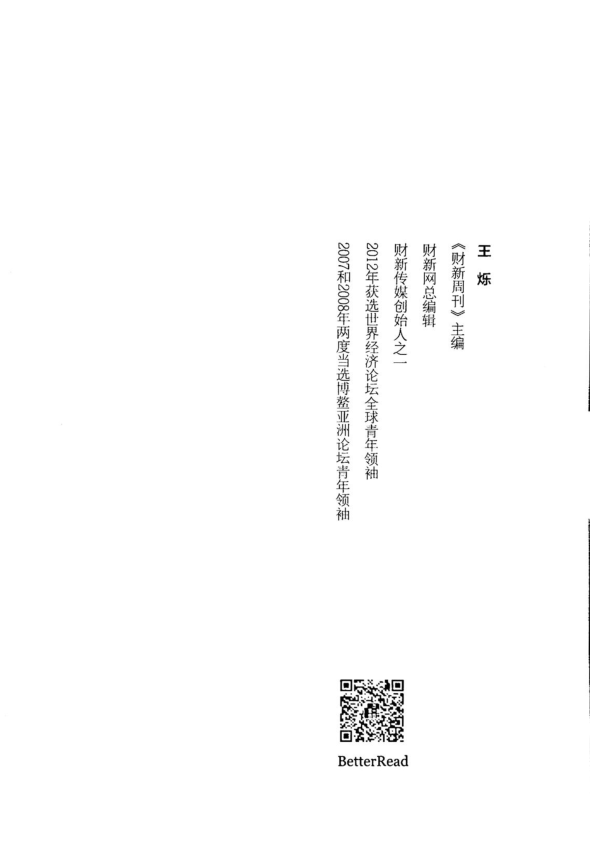 王 烁
《财新周刊》主编
财新网总编辑
财新传媒创始人之一
2012年获选世界经济论坛全球青年领袖
2007和2008年两度当选博鳌亚洲论坛青年领袖
BetterRead